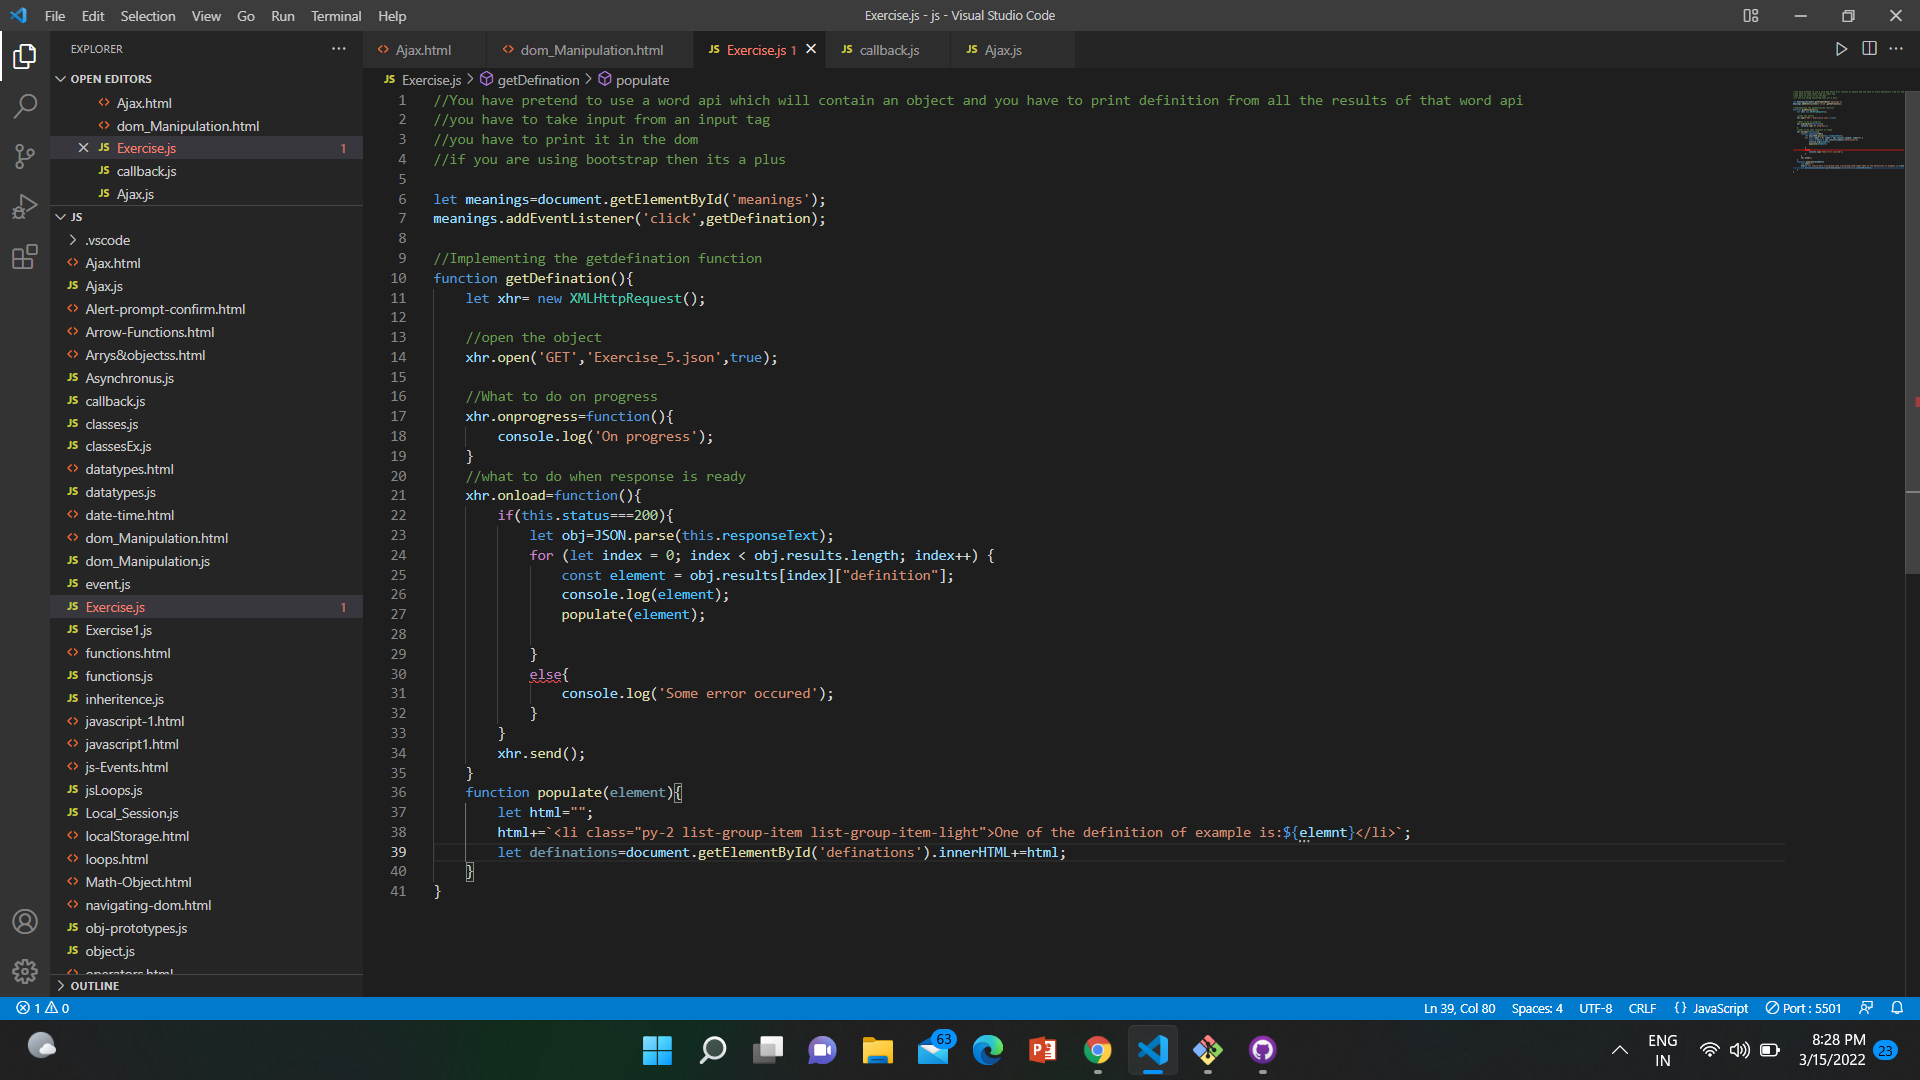 File Edit Selection View Go Run Terminal Help
Exercise.js - js - Visual Studio Code
EXPLORER
OPEN EDITORS
Ajax.html
dom_Manipulation.html
Exercise.js 1
callback.js
Ajax.js
JS
.vscode
Ajax.html
Ajax.js
Alert-prompt-confirm.html
Arrow-Functions.html
Arrys&objectss.html
Asynchronus.js
callback.js
classes.js
classesEx.js
datatypes.html
datatypes.js
date-time.html
dom_Manipulation.html
dom_Manipulation.js
event.js
Exercise.js 1
Exercise1.js
functions.html
functions.js
inheritence.js
javascript-1.html
javascript1.html
js-Events.html
jsLoops.js
Local_Session.js
localStorage.html
loops.html
Math-Object.html
navigating-dom.html
obj-prototypes.js
object.js
operators.html
OUTLINE
Ajax.html dom_Manipulation.html JS Exercise.js 1 JS callback.js JS Ajax.js
JS Exercise.js > getDefination > populate
1 //You have pretend to use a word api which will contain an object and you have to print definition from all the results of that word api
2 //you have to take input from an input tag
3 //you have to print it in the dom
4 //if you are using bootstrap then its a plus
5
6 let meanings=document.getElementById('meanings');
7 meanings.addEventListener('click',getDefination);
8
9 //Implementing the getdefination function
10 function getDefination(){
11 let xhr= new XMLHttpRequest();
12
13 //open the object
14 xhr.open('GET','Exercise_5.json',true);
15
16 //What to do on progress
17 xhr.onprogress=function(){
18 console.log('On progress');
19 }
20 //what to do when response is ready
21 xhr.onload=function(){
22 if(this.status===200){
23 let obj=JSON.parse(this.responseText);
24 for (let index = 0; index < obj.results.length; index++) {
25 const element = obj.results[index]["definition"];
26 console.log(element);
27 populate(element);
28
29 }
30 else{
31 console.log('Some error occured');
32 }
33 }
34 xhr.send();
35 }
36 function populate(element){
37 let html="";
38 html+=`<li class="py-2 list-group-item list-group-item-light">One of the definition of example is:${elemnt}</li>`;
39 let definations=document.getElementById('definations').innerHTML+=html;
40 }
41 }
1 0
Ln 39, Col 80 Spaces: 4 UTF-8 CRLF {} JavaScript Port : 5501
63
ENG
IN
8:28 PM
3/15/2022
23